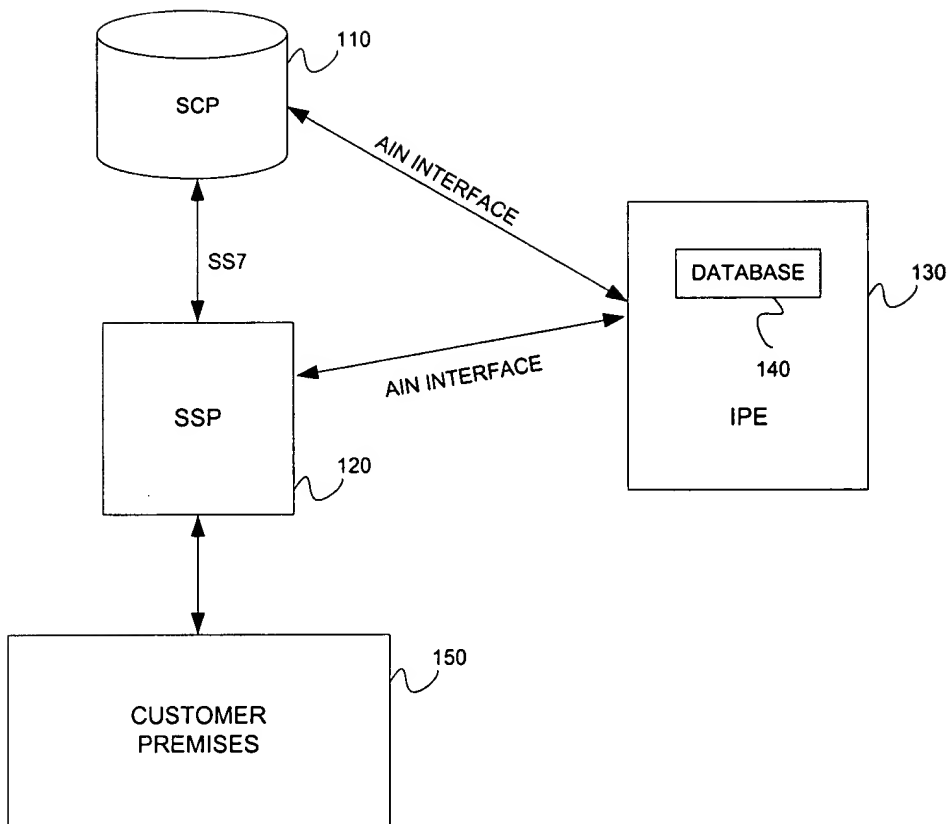 110
SCP
AIN INTERFACE
SS7
DATABASE
130
140
AIN INTERFACE
SSP
IPE
120
150
CUSTOMER
PREMISES